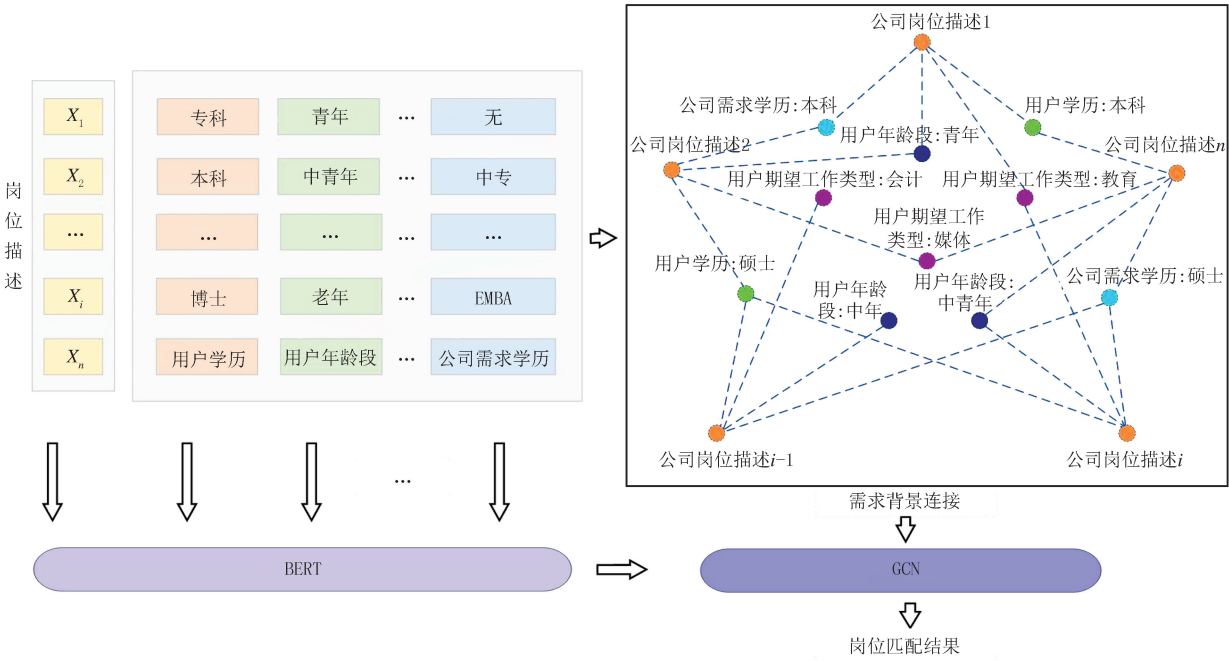 岗位描述
X1
专科
青年
...
无
X2
本科
中青年
...
中专
...
...
...
...
...
Xi
博士
老年
...
EMBA
Xn
用户学历
用户年龄段
...
公司需求学历
...
BERT
公司岗位描述1
公司需求学历:本科
用户学历:本科
用户年龄段:青年
公司岗位描述2
公司岗位描述n
用户期望工作类型:会计
用户期望工作类型:教育
用户期望工作
类型:媒体
用户学历:硕士
公司需求学历:硕士
用户年龄
段:中年
用户年龄段:
中青年
公司岗位描述i-1
公司岗位描述i
需求背景连接
GCN
岗位匹配结果